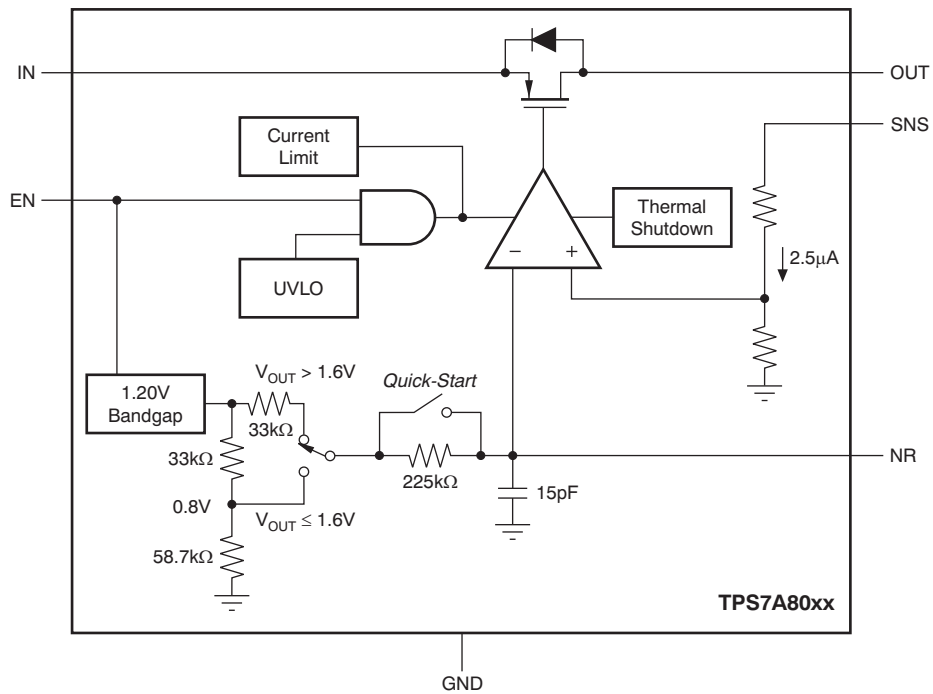 IN
OUT
SNS
Current
Limit
EN
Thermal
Shutdown
− +
2.5µA
UVLO
V_OUT > 1.6V
Quick-Start
1.20V
Bandgap
33kΩ
33kΩ
NR
225kΩ
15pF
0.8V
V_OUT ≤ 1.6V
58.7kΩ
TPS7A80xx
GND